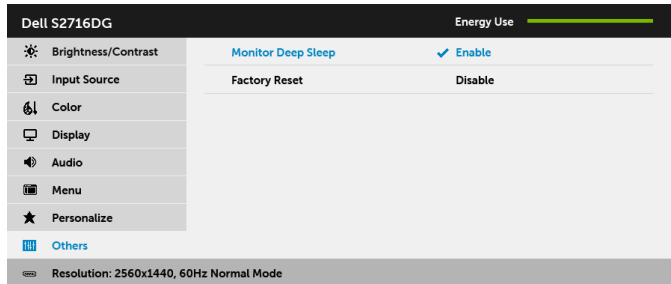 Dell S2716DG Energy Use
Brightness/Contrast Monitor Deep Sleep Enable
Input Source Factory Reset Disable
Color
Display
Audio
Menu
Personalize
Others
Resolution: 2560x1440, 60Hz Normal Mode